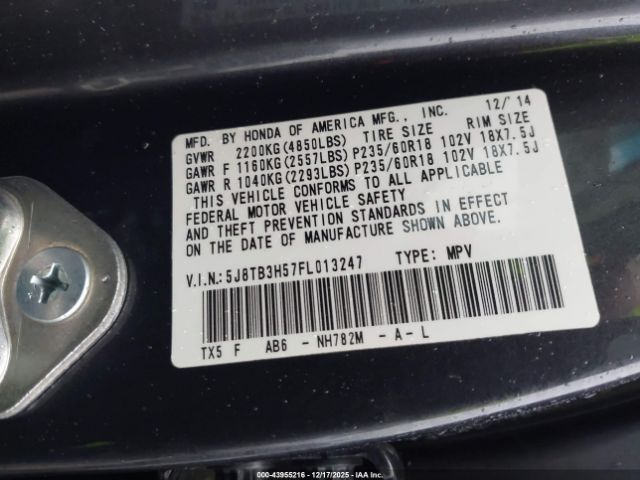 MFD. BY HONDA OF AMERICA MFG., INC. 12/'14
GVWR 2200KG(4850LBS) TIRE SIZE RIM SIZE
GAWR F 1160KG(2557LBS) P235/60R18 102V 18X7.5J
GAWR R 1040KG(2293LBS) P235/60R18 102V 18X7.5J
THIS VEHICLE CONFORMS TO ALL APPLICABLE
FEDERAL MOTOR VEHICLE SAFETY
AND THEFT PREVENTION STANDARDS IN EFFECT
ON THE DATE OF MANUFACTURE SHOWN ABOVE.
V.I.N.:5J8TB3H57FL013247 TYPE: MPV
TX5 F AB6 - NH782M - A - L
000-43955216 - 12/17/2025 - IAA Inc.